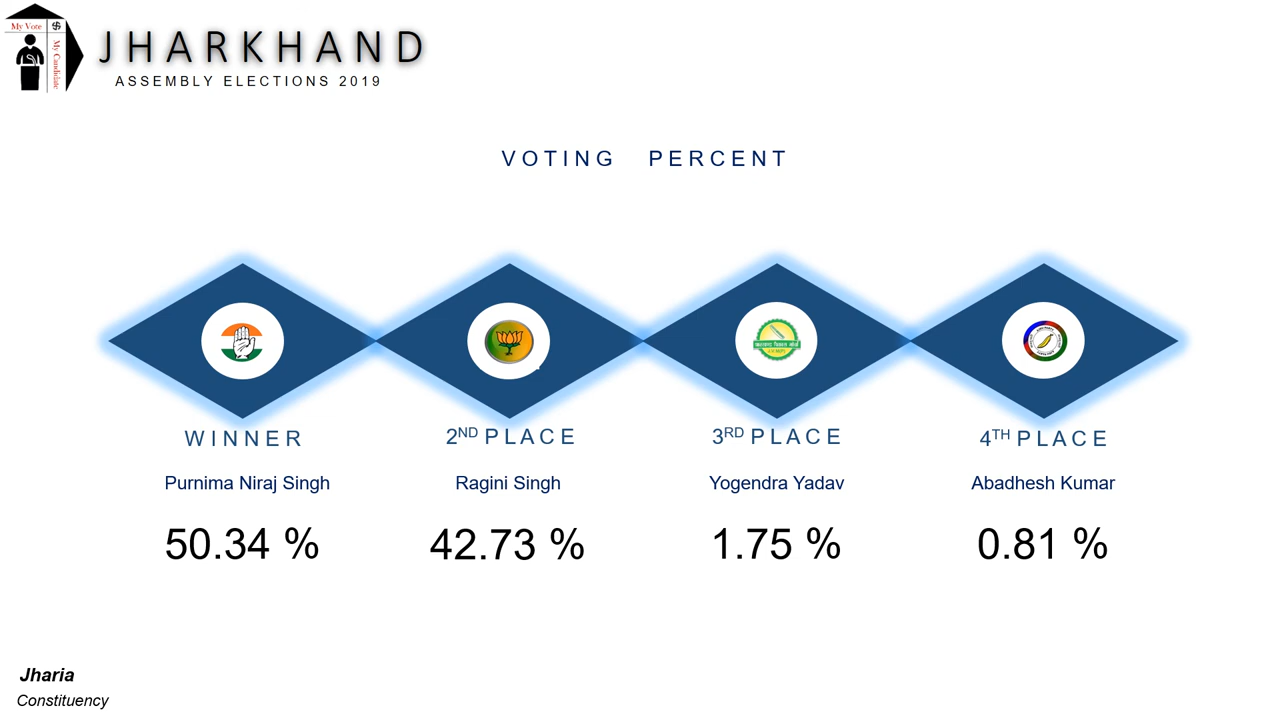 My Vote
My Candidate
JHARKHAND
ASSEMBLY ELECTIONS 2019
VOTING PERCENT
WINNER
2ND PLACE
3RD PLACE
4TH PLACE
Purnima Niraj Singh
Ragini Singh
Yogendra Yadav
Abadhesh Kumar
50.34 %
42.73 %
1.75 %
0.81 %
Jharia
Constituency